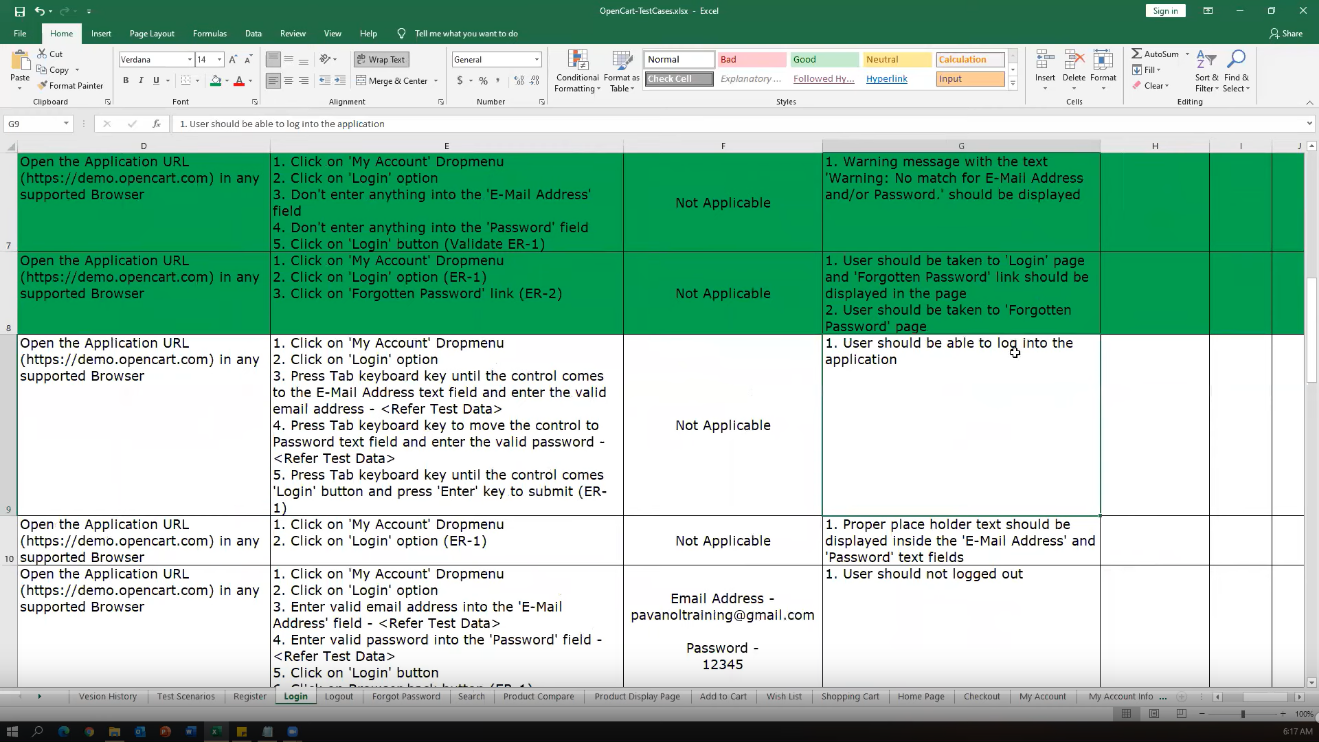 OpenCart-TestCases.xlsx - Excel
Sign in
File Home Insert Page Layout Formulas Data Review View Help Tell me what you want to do Share
Paste
Cut
Copy
Format Painter
Clipboard
Verdana 14
B I U
Font
Wrap Text
Merge & Center
Alignment
General
$ % ,
Number
Conditional Formatting
Format as Table
Normal Bad Good Neutral Calculation
Check Cell Explanatory ... Followed Hy... Hyperlink Input
Styles
Insert Delete Format
Cells
AutoSum
Fill
Clear
Sort & Filter
Find & Select
Editing
G9
1. User should be able to log into the application
D E F G H I J
7
Open the Application URL
(https://demo.opencart.com) in any
supported Browser
1. Click on 'My Account' Dropmenu
2. Click on 'Login' option
3. Don't enter anything into the 'E-Mail Address'
field
4. Don't enter anything into the 'Password' field
5. Click on 'Login' button (Validate ER-1)
Not Applicable
1. Warning message with the text
'Warning: No match for E-Mail Address
and/or Password.' should be displayed
8
Open the Application URL
(https://demo.opencart.com) in any
supported Browser
1. Click on 'My Account' Dropmenu
2. Click on 'Login' option (ER-1)
3. Click on 'Forgotten Password' link (ER-2)
Not Applicable
1. User should be taken to 'Login' page
and 'Forgotten Password' link should be
displayed in the page
2. User should be taken to 'Forgotten
Password' page
9
Open the Application URL
(https://demo.opencart.com) in any
supported Browser
1. Click on 'My Account' Dropmenu
2. Click on 'Login' option
3. Press Tab keyboard key until the control comes
to the E-Mail Address text field and enter the valid
email address - <Refer Test Data>
4. Press Tab keyboard key to move the control to
Password text field and enter the valid password -
<Refer Test Data>
5. Press Tab keyboard key until the control comes
'Login' button and press 'Enter' key to submit (ER-
1)
Not Applicable
1. User should be able to log into the
application
10
Open the Application URL
(https://demo.opencart.com) in any
supported Browser
1. Click on 'My Account' Dropmenu
2. Click on 'Login' option (ER-1)
Not Applicable
1. Proper place holder text should be
displayed inside the 'E-Mail Address' and
'Password' text fields
Open the Application URL
(https://demo.opencart.com) in any
supported Browser
1. Click on 'My Account' Dropmenu
2. Click on 'Login' option
3. Enter valid email address into the 'E-Mail
Address' field - <Refer Test Data>
4. Enter valid password into the 'Password' field -
<Refer Test Data>
5. Click on 'Login' button
6. Click on Browser back button (ER-1)
Email Address -
pavanoltraining@gmail.com
Password -
12345
1. User should not logged out
Vesion History Test Scenarios Register Login Logout Forgot Password Search Product Compare Product Display Page Add to Cart Wish List Shopping Cart Home Page Checkout My Account My Account Info ...
100%
6:17 AM